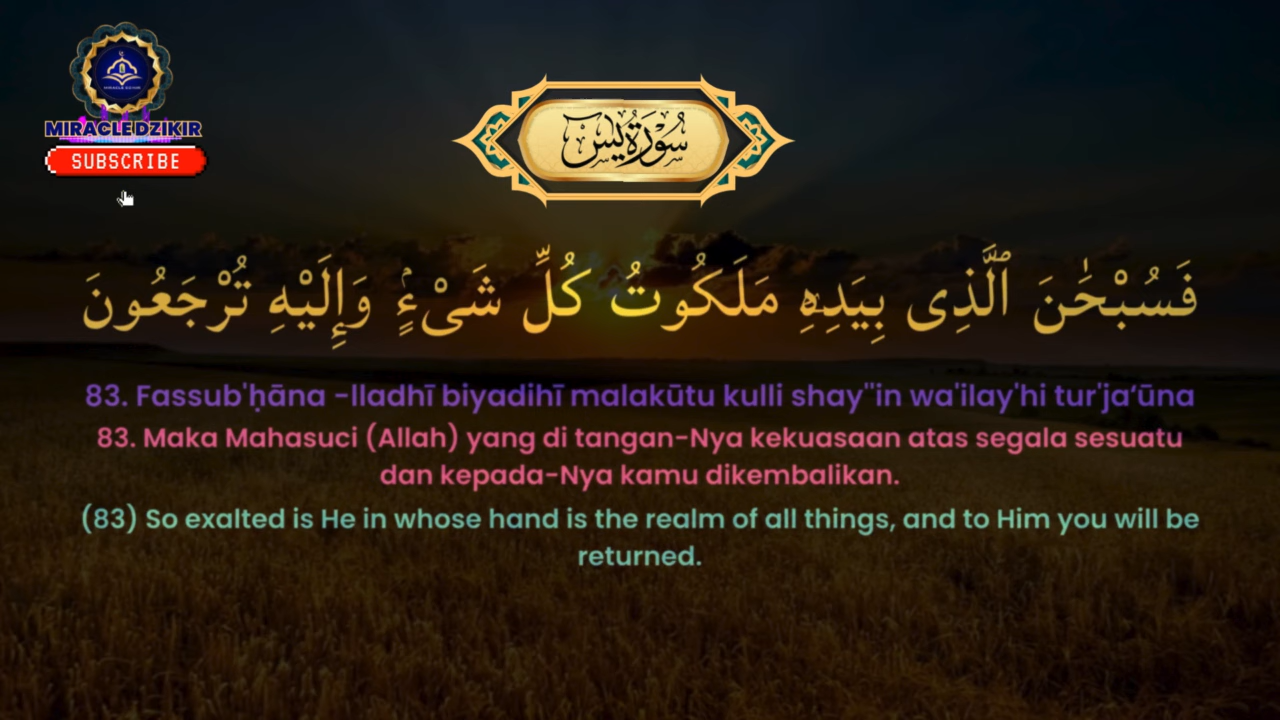 MIRACLEDZIKIR
SUBSCRIBE
سُورَةُ يسٓ
فَسُبْحَٰنَ ٱلَّذِى بِيَدِهِۦ مَلَكُوتُ كُلِّ شَىْءٍۢ وَإِلَيْهِ تُرْجَعُونَ
83. Fassub'ḥāna -lladhī biyadihī malakūtu kulli shay''in wa'ilay'hi tur'ja‘ūna
83. Maka Mahasuci (Allah) yang di tangan-Nya kekuasaan atas segala sesuatu
dan kepada-Nya kamu dikembalikan.
(83) So exalted is He in whose hand is the realm of all things, and to Him you will be
returned.